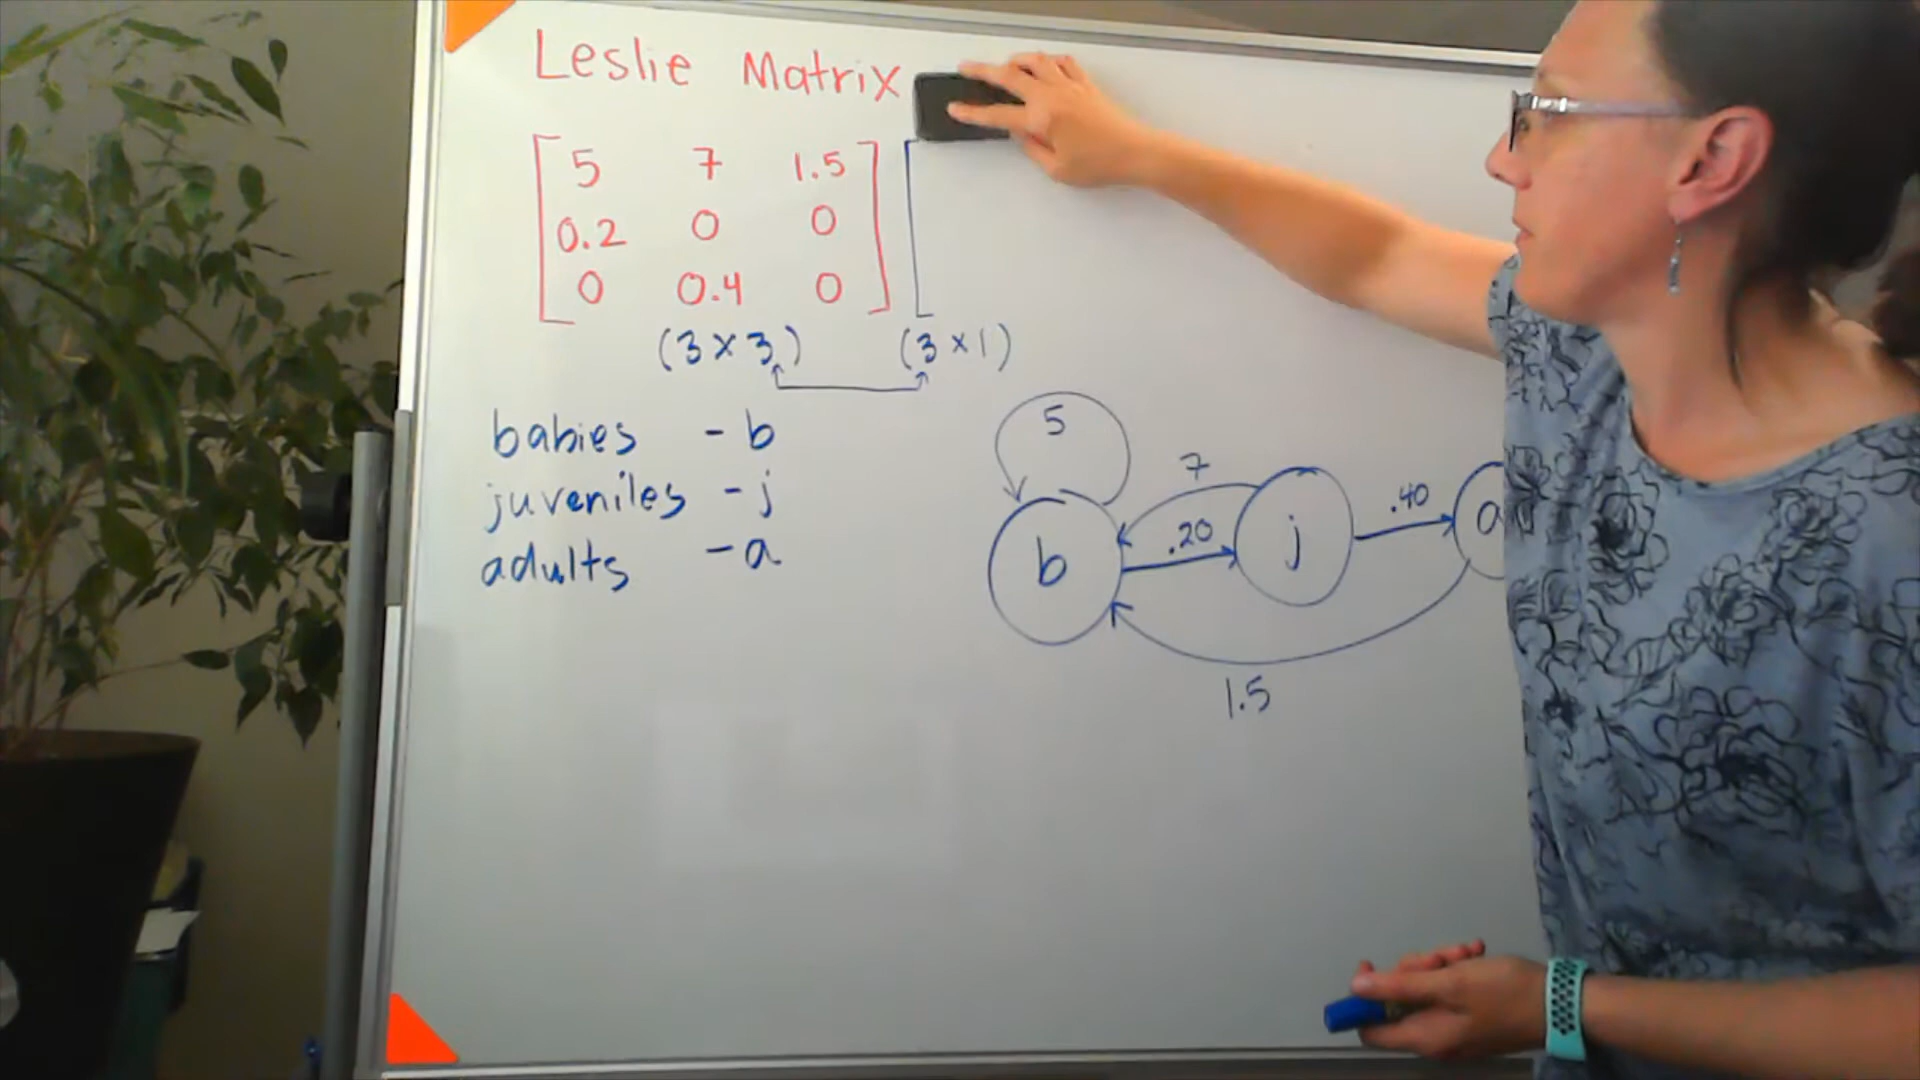 Leslie Matrix
5 7 1.5
0.2 0 0
0 0.4 0
(3 × 3) (3 × 1)
babies - b
juveniles - j
adults - a
5
7
.40
.20
b
j
a
1.5